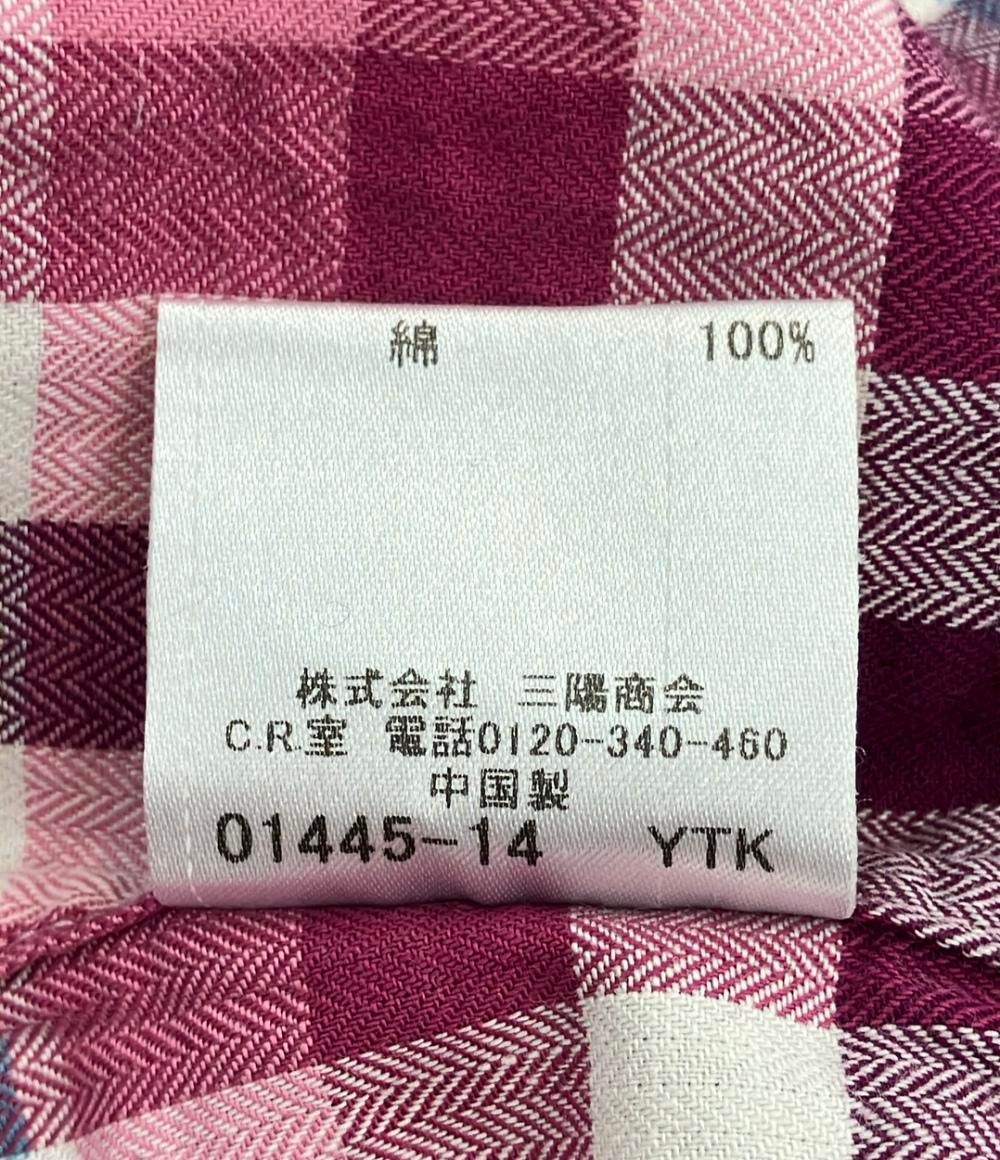 綿 100%
株式会社 三陽商会
C.R.室 電話0120-340-460
中国製
01445-14 YTK